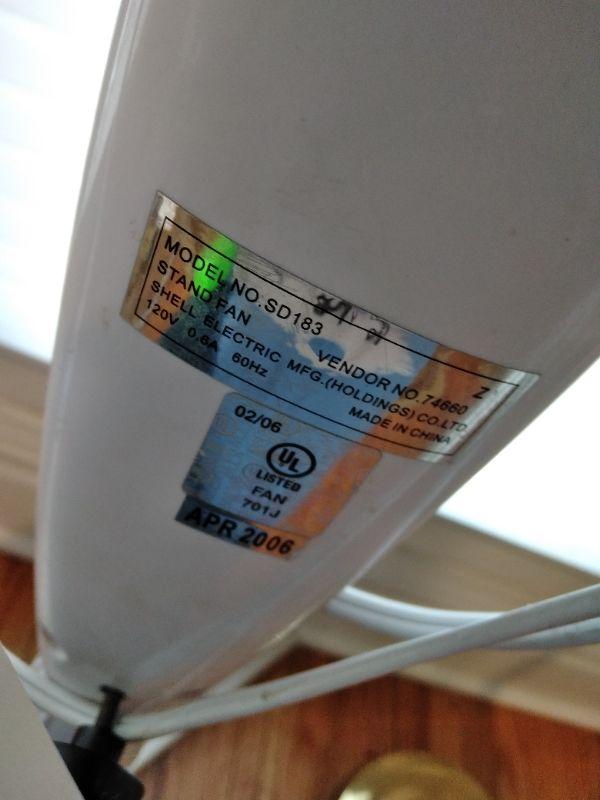 MODEL NO.SD183 Z
STAND FAN VENDOR NO.74660
SHELL ELECTRIC MFG.(HOLDINGS) CO.LTD.
120V 0.6A 60Hz MADE IN CHINA
02/06
UL
LISTED
FAN
701J
APR 2006